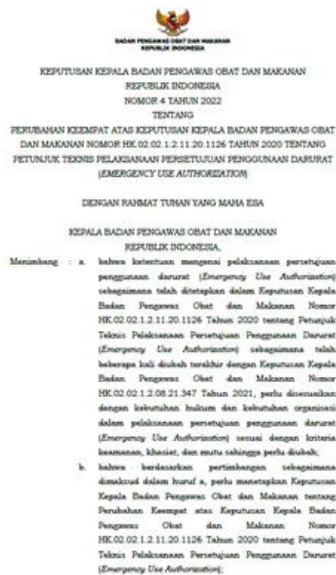 BADAN PENGAWAS OBAT DAN MAKANAN
REPUBLIK INDONESIA
KEPUTUSAN KEPALA BADAN PENGAWAS OBAT DAN MAKANAN
REPUBLIK INDONESIA
NOMOR 4 TAHUN 2022
TENTANG
PERUBAHAN KEEMPAT ATAS KEPUTUSAN KEPALA BADAN PENGAWAS OBAT
DAN MAKANAN NOMOR HK.02.02.1.2.11.20.1126 TAHUN 2020 TENTANG
PETUNJUK TEKNIS PELAKSANAAN PERSETUJUAN PENGGUNAAN DARURAT
(EMERGENCY USE AUTHORIZATION)
DENGAN RAHMAT TUHAN YANG MAHA ESA
KEPALA BADAN PENGAWAS OBAT DAN MAKANAN
REPUBLIK INDONESIA,
Menimbang : a. bahwa ketentuan mengenai pelaksanaan persetujuan
penggunaan darurat (Emergency Use Authorization)
sebagaimana telah ditetapkan dalam Keputusan Kepala
Badan Pengawas Obat dan Makanan Nomor
HK.02.02.1.2.11.20.1126 Tahun 2020 tentang Petunjuk
Teknis Pelaksanaan Persetujuan Penggunaan Darurat
(Emergency Use Authorization) sebagaimana telah
beberapa kali diubah terakhir dengan Keputusan Kepala
Badan Pengawas Obat dan Makanan Nomor
HK.02.02.1.2.08.21.347 Tahun 2021, perlu disesuaikan
dengan kebutuhan hukum dan kebutuhan organisasi
dalam pelaksanaan persetujuan penggunaan darurat
(Emergency Use Authorization) sesuai dengan kriteria
keamanan, khasiat, dan mutu sehingga perlu diubah;
b. bahwa berdasarkan pertimbangan sebagaimana
dimaksud dalam huruf a, perlu menetapkan Keputusan
Kepala Badan Pengawas Obat dan Makanan tentang
Perubahan Keempat atas Keputusan Kepala Badan
Pengawas Obat dan Makanan Nomor
HK.02.02.1.2.11.20.1126 Tahun 2020 tentang Petunjuk
Teknis Pelaksanaan Persetujuan Penggunaan Darurat
(Emergency Use Authorization);